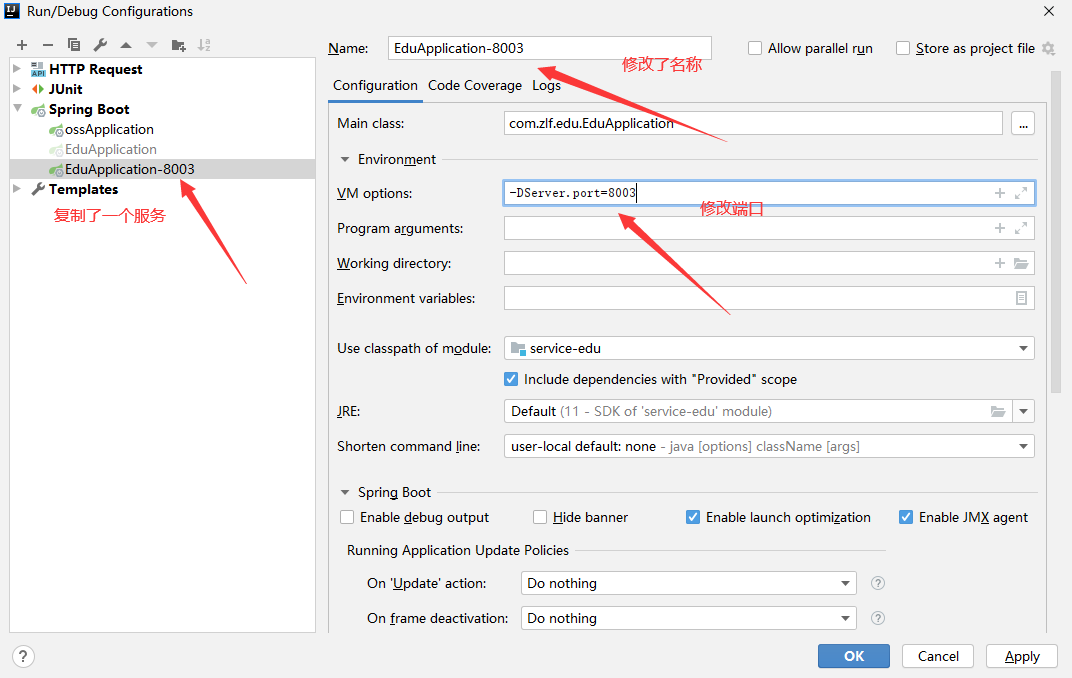 Run/Debug Configurations
Name: EduApplication-8003
Allow parallel run
Store as project file
修改了名称
HTTP Request
JUnit
Spring Boot
ossApplication
EduApplication
EduApplication-8003
Templates
复制了一个服务
Configuration Code Coverage Logs
Main class: com.zlf.edu.EduApplication ...
Environment
VM options: -DServer.port=8003
修改端口
Program arguments:
Working directory:
Environment variables:
Use classpath of module: service-edu
Include dependencies with "Provided" scope
JRE: Default (11 - SDK of 'service-edu' module)
Shorten command line: user-local default: none - java [options] className [args]
Spring Boot
Enable debug output Hide banner Enable launch optimization Enable JMX agent
Running Application Update Policies
On 'Update' action: Do nothing ?
On frame deactivation: Do nothing ?
? OK Cancel Apply